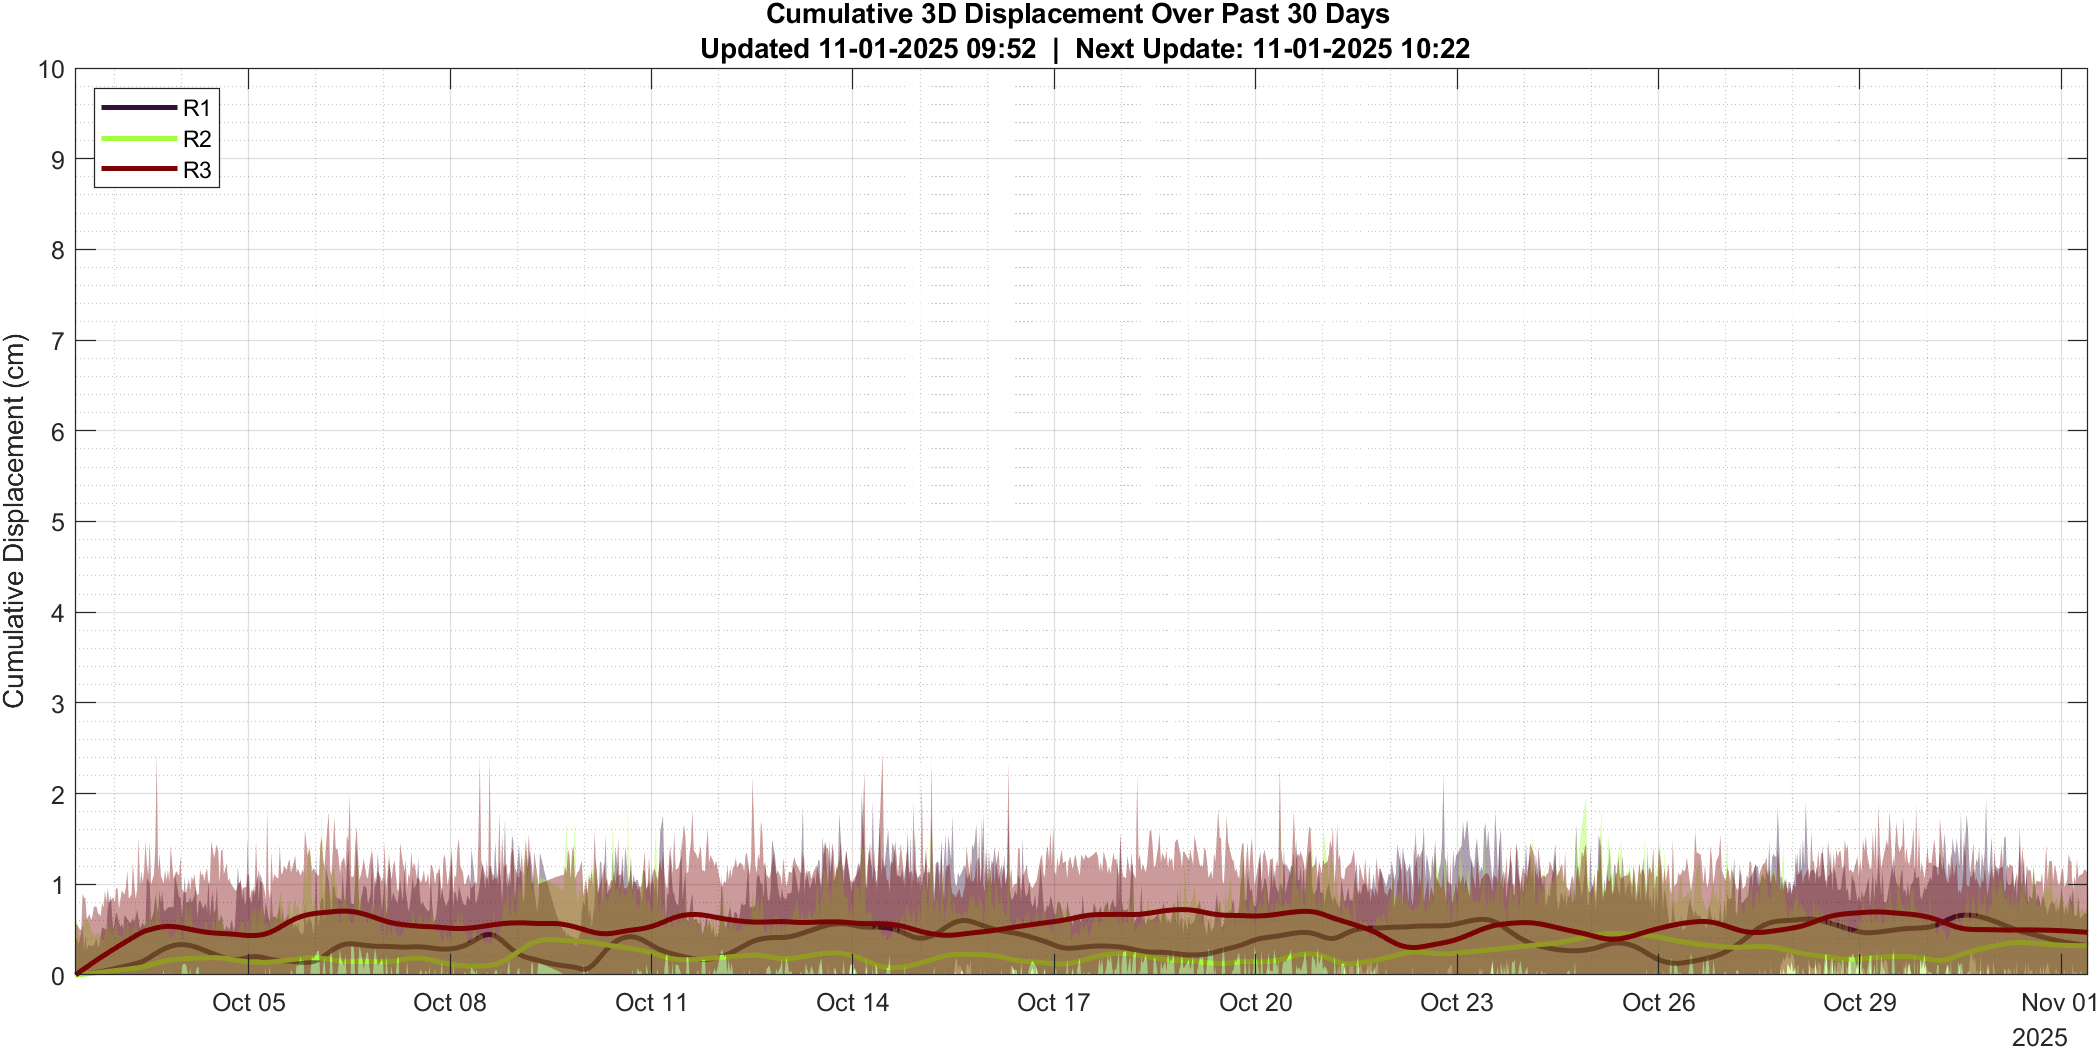 Cumulative 3D Displacement Over Past 30 Days
Updated 11-01-2025 09:52 | Next Update: 11-01-2025 10:22
Cumulative Displacement (cm)
10
9
8
7
6
5
4
3
2
1
0
R1
R2
R3
Oct 05
Oct 08
Oct 11
Oct 14
Oct 17
Oct 20
Oct 23
Oct 26
Oct 29
Nov 01
2025